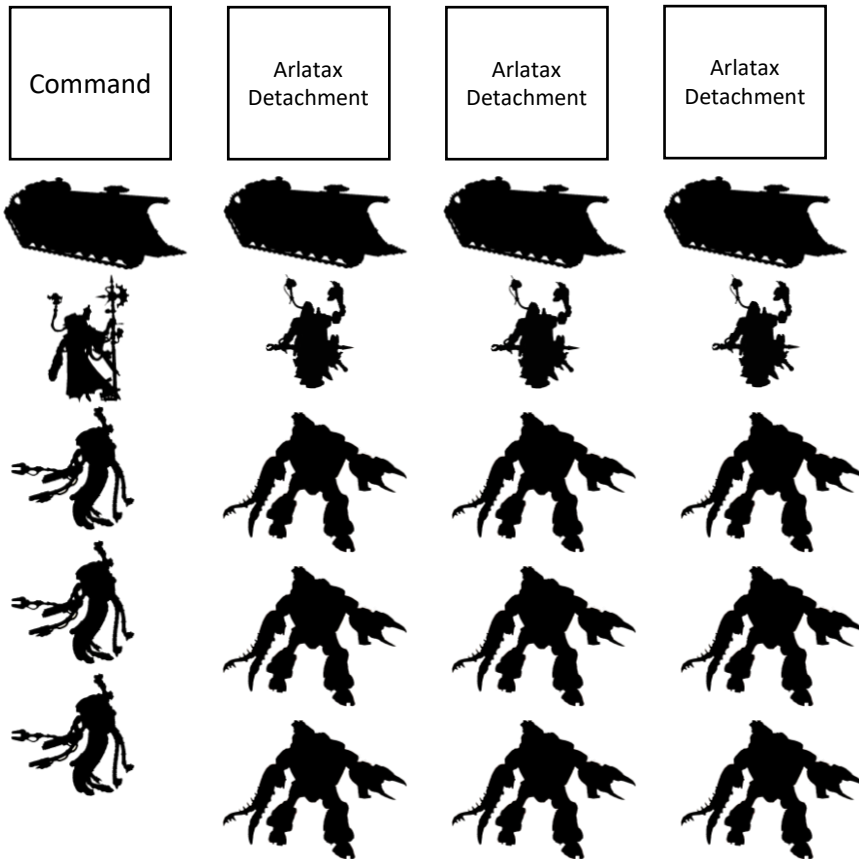 Command
Arlatax
Detachment
Arlatax
Detachment
Arlatax
Detachment